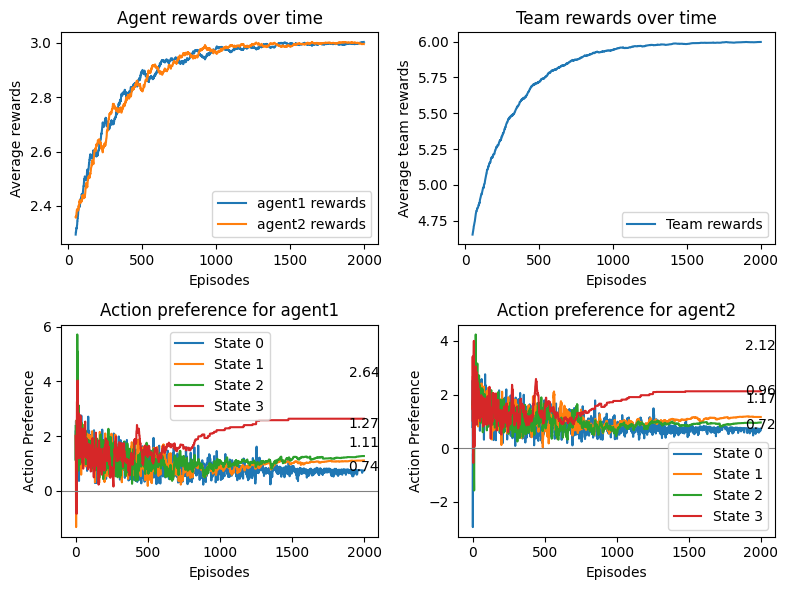 Agent rewards over time
Average rewards
3.0
2.8
2.6
2.4
0 500 1000 1500 2000
Episodes
agent1 rewards
agent2 rewards
Team rewards over time
Average team rewards
6.00
5.75
5.50
5.25
5.00
4.75
0 500 1000 1500 2000
Episodes
Team rewards
Action preference for agent1
Action Preference
6
4
2
0
0 500 1000 1500 2000
Episodes
State 0
State 1
State 2
State 3
2.64
1.27
1.11
0.74
Action preference for agent2
Action Preference
4
2
0
−2
0 500 1000 1500 2000
Episodes
2.12
0.96
1.17
0.72
State 0
State 1
State 2
State 3